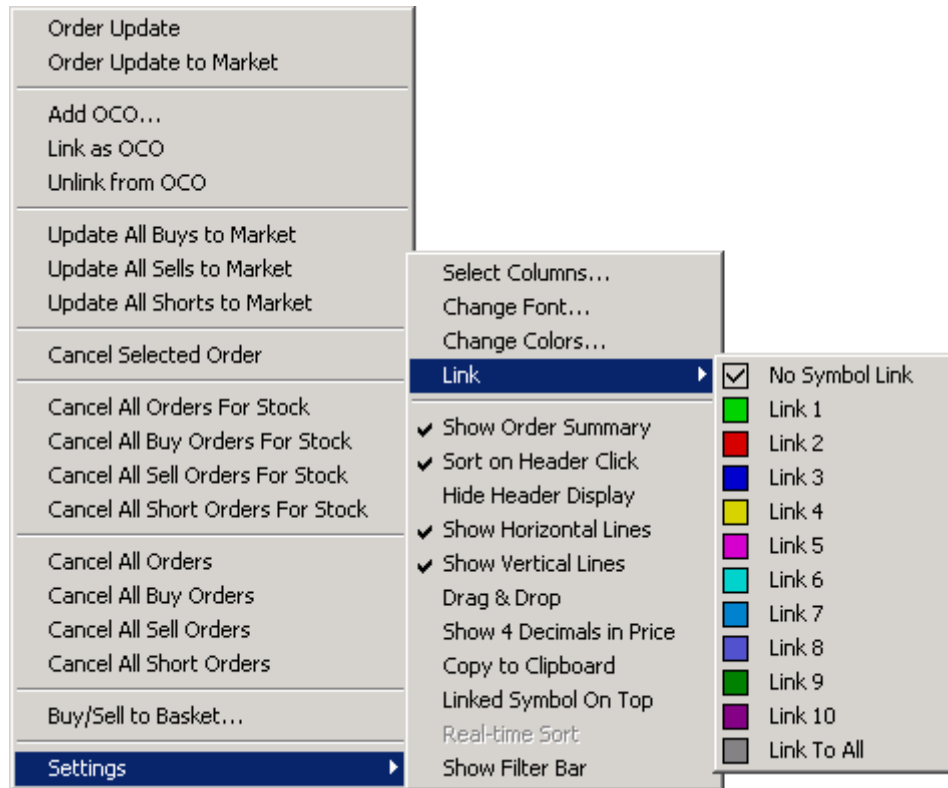 Order Update
Order Update to Market
Add OCO...
Link as OCO
Unlink from OCO
Update All Buys to Market
Update All Sells to Market
Update All Shorts to Market
Cancel Selected Order
Cancel All Orders For Stock
Cancel All Buy Orders For Stock
Cancel All Sell Orders For Stock
Cancel All Short Orders For Stock
Cancel All Orders
Cancel All Buy Orders
Cancel All Sell Orders
Cancel All Short Orders
Buy/Sell to Basket...
Settings
Select Columns...
Change Font...
Change Colors...
Link
Show Order Summary
Sort on Header Click
Hide Header Display
Show Horizontal Lines
Show Vertical Lines
Drag & Drop
Show 4 Decimals in Price
Copy to Clipboard
Linked Symbol On Top
Real-time Sort
Show Filter Bar
No Symbol Link
Link 1
Link 2
Link 3
Link 4
Link 5
Link 6
Link 7
Link 8
Link 9
Link 10
Link To All